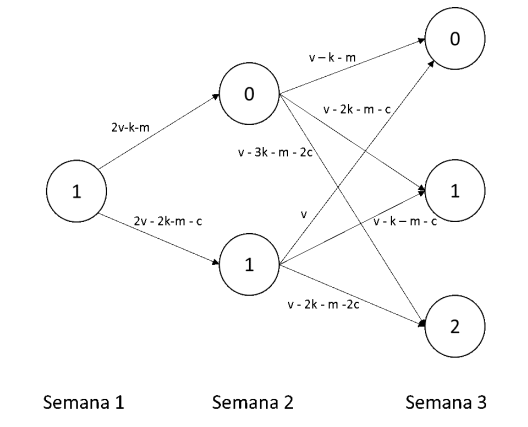 0
v – k - m
0
v - 2k - m - c
2v-k-m
v - 3k - m - 2c
1
1
v
v - k – m - c
2v - 2k-m - c
1
v - 2k - m -2c
2
Semana 1
Semana 2
Semana 3